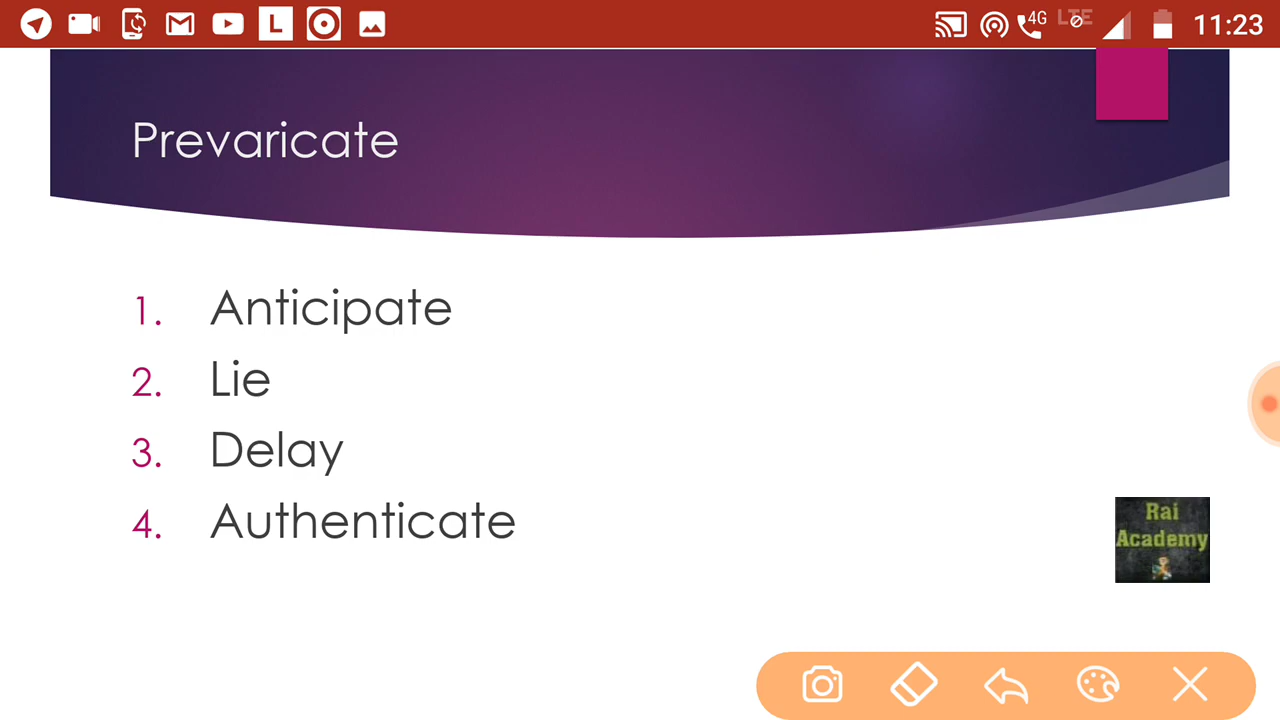 4G LTE 11:23
L
Prevaricate
1. Anticipate
2. Lie
3. Delay
4. Authenticate
Rai
Academy